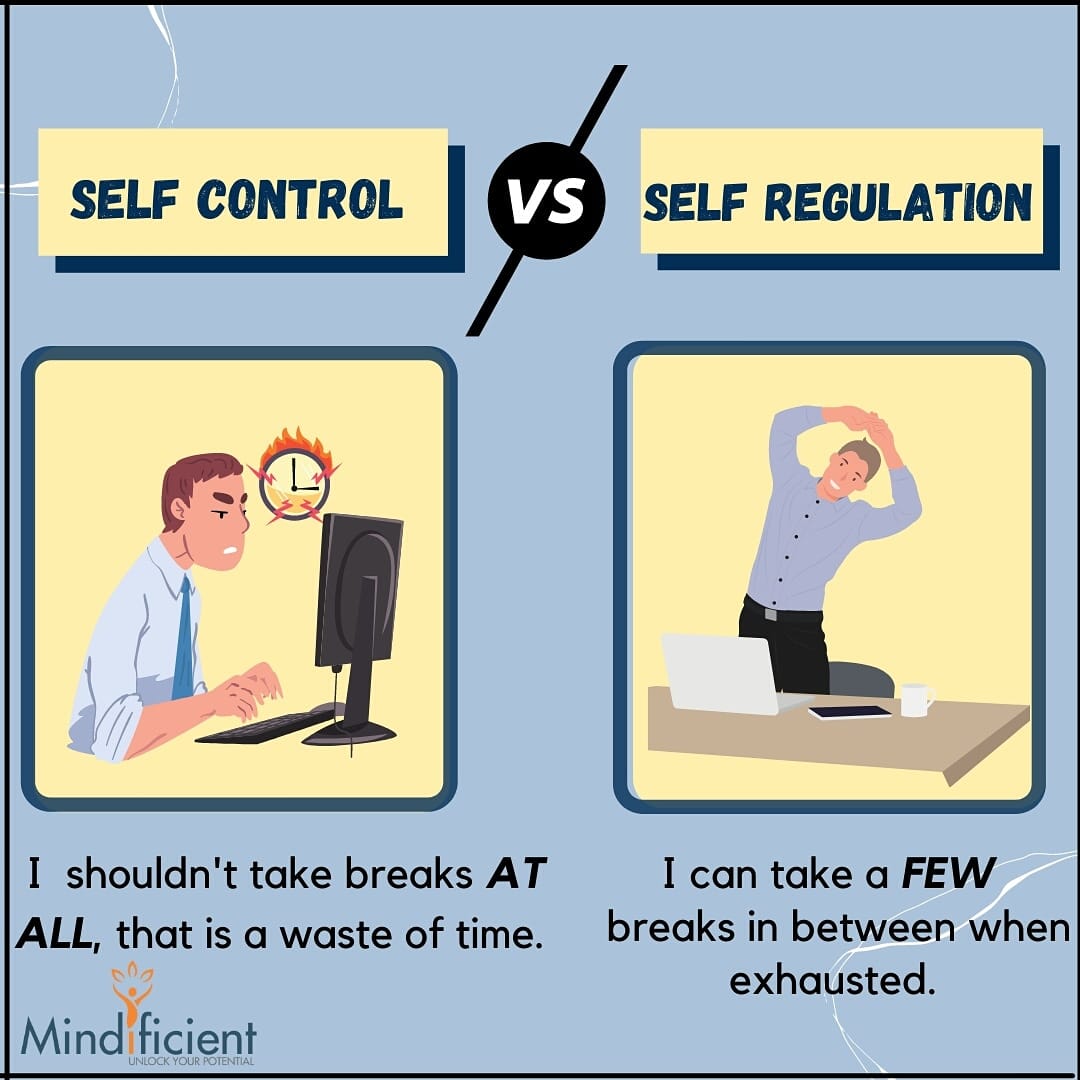 SELF CONTROL
VS
SELF REGULATION
I shouldn't take breaks AT
ALL, that is a waste of time.
I can take a FEW
breaks in between when
exhausted.
Mindificient
UNLOCK YOUR POTENTIAL